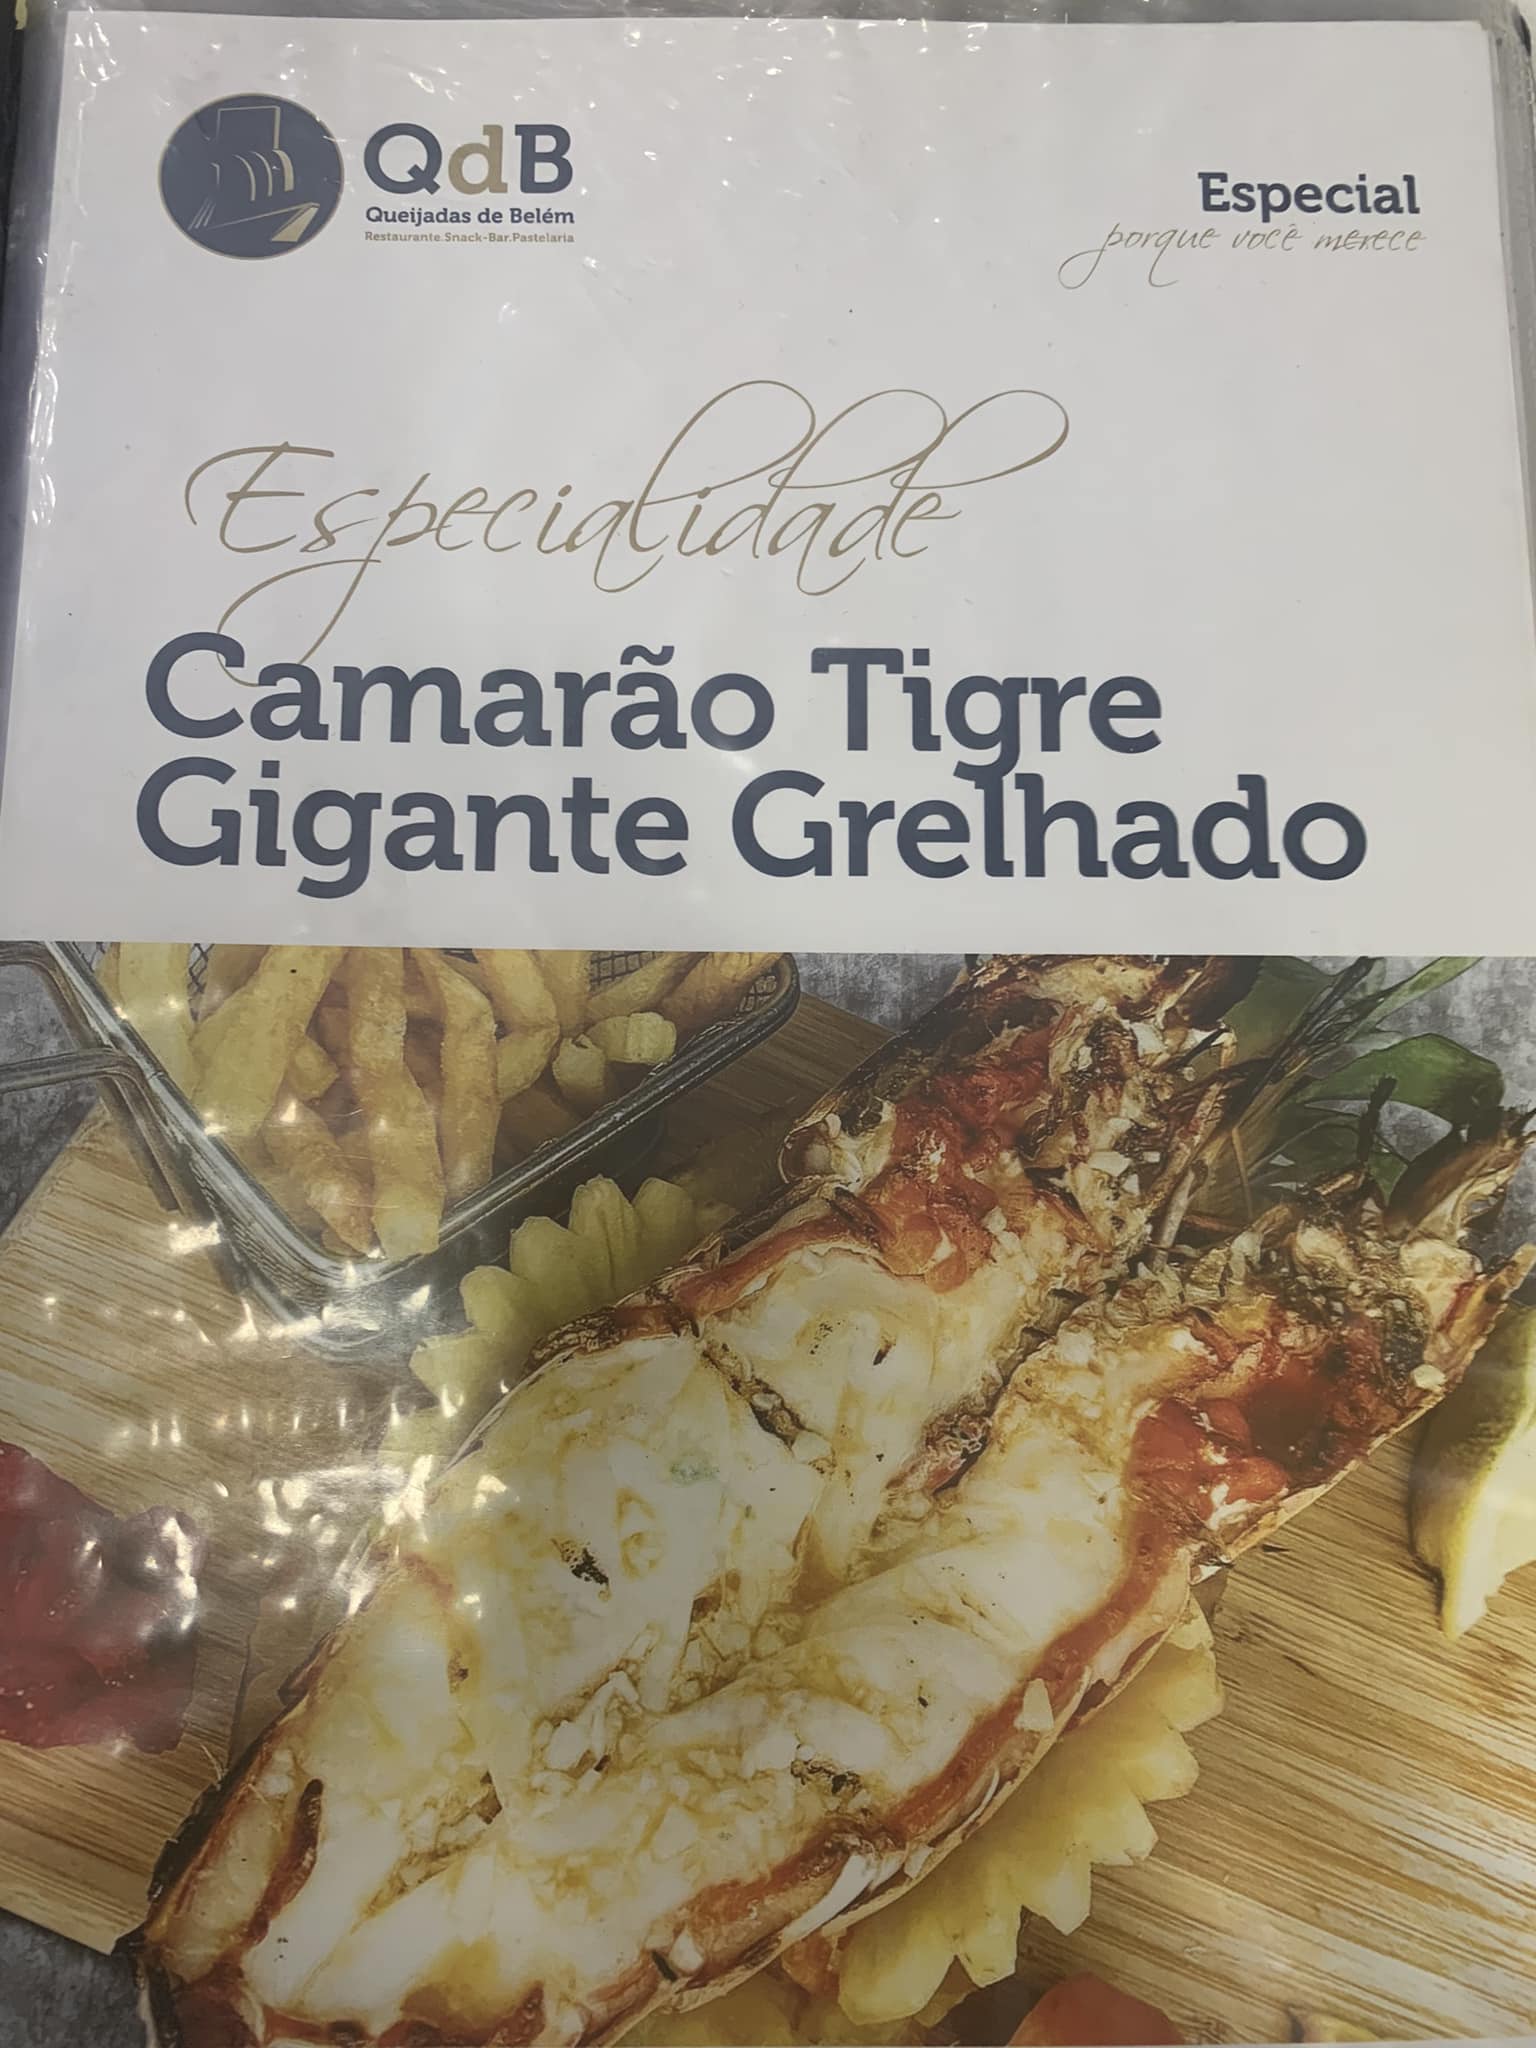 QdB
Queijadas de Belém
Restaurante.Snack-Bar.Pastelaria
Especial
porque você merece
Especialidade
Camarão Tigre
Gigante Grelhado